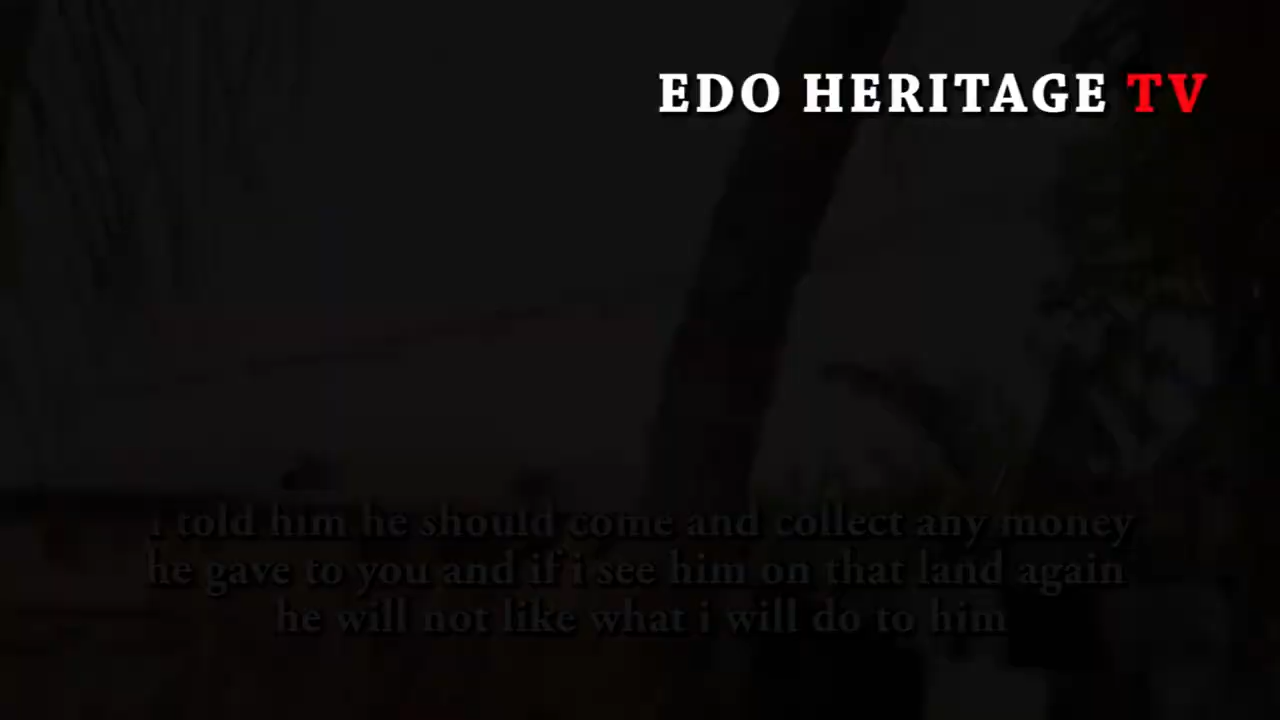 EDO HERITAGE TV
i told him he should come and collect any money
he gave to you and if i see him on that land again
he will not like what i will do to him